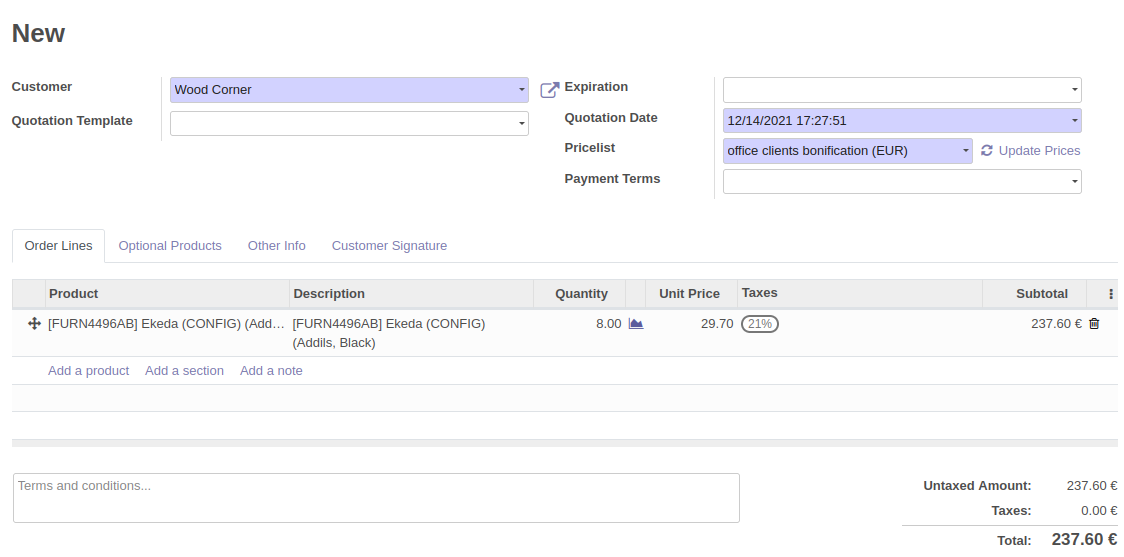 New
Customer
Wood Corner
Quotation Template
Expiration
Quotation Date
12/14/2021 17:27:51
Pricelist
office clients bonification (EUR)
Update Prices
Payment Terms
Order Lines Optional Products Other Info Customer Signature
Product Description Quantity Unit Price Taxes Subtotal
[FURN4496AB] Ekeda (CONFIG) (Add… [FURN4496AB] Ekeda (CONFIG) 8.00 29.70 21% 237.60 €
(Addils, Black)
Add a product Add a section Add a note
Terms and conditions...
Untaxed Amount: 237.60 €
Taxes: 0.00 €
Total: 237.60 €